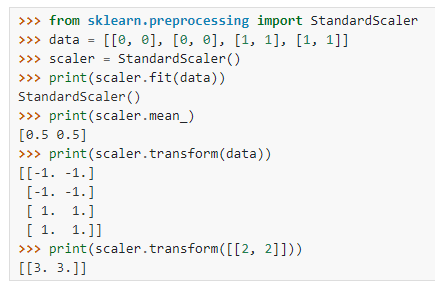 >>> from sklearn.preprocessing import StandardScaler
>>> data = [[0, 0], [0, 0], [1, 1], [1, 1]]
>>> scaler = StandardScaler()
>>> print(scaler.fit(data))
StandardScaler()
>>> print(scaler.mean_)
[0.5 0.5]
>>> print(scaler.transform(data))
[[-1. -1.]
 [-1. -1.]
 [ 1.  1.]
 [ 1.  1.]]
>>> print(scaler.transform([[2, 2]]))
[[3. 3.]]